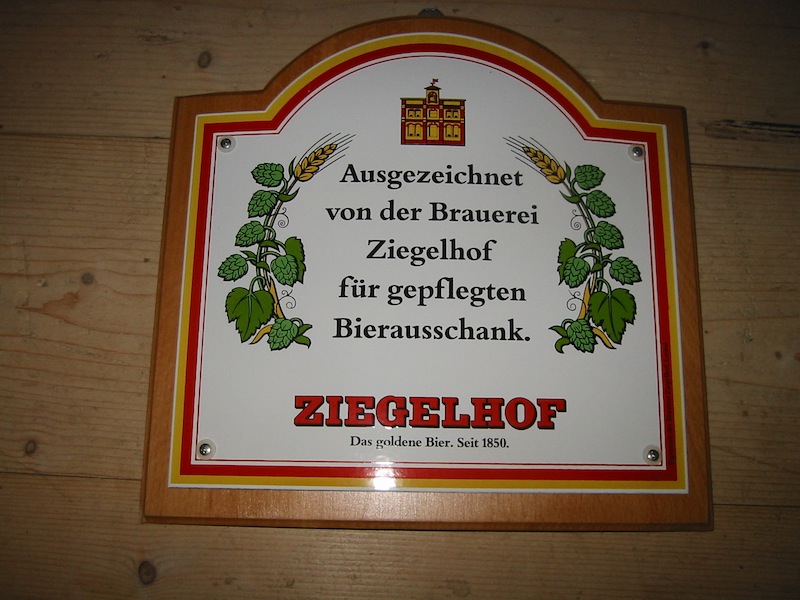 Ausgezeichnet
von der Brauerei
Ziegelhof
für gepflegten
Bierausschank.
ZIEGELHOF
Das goldene Bier. Seit 1850.